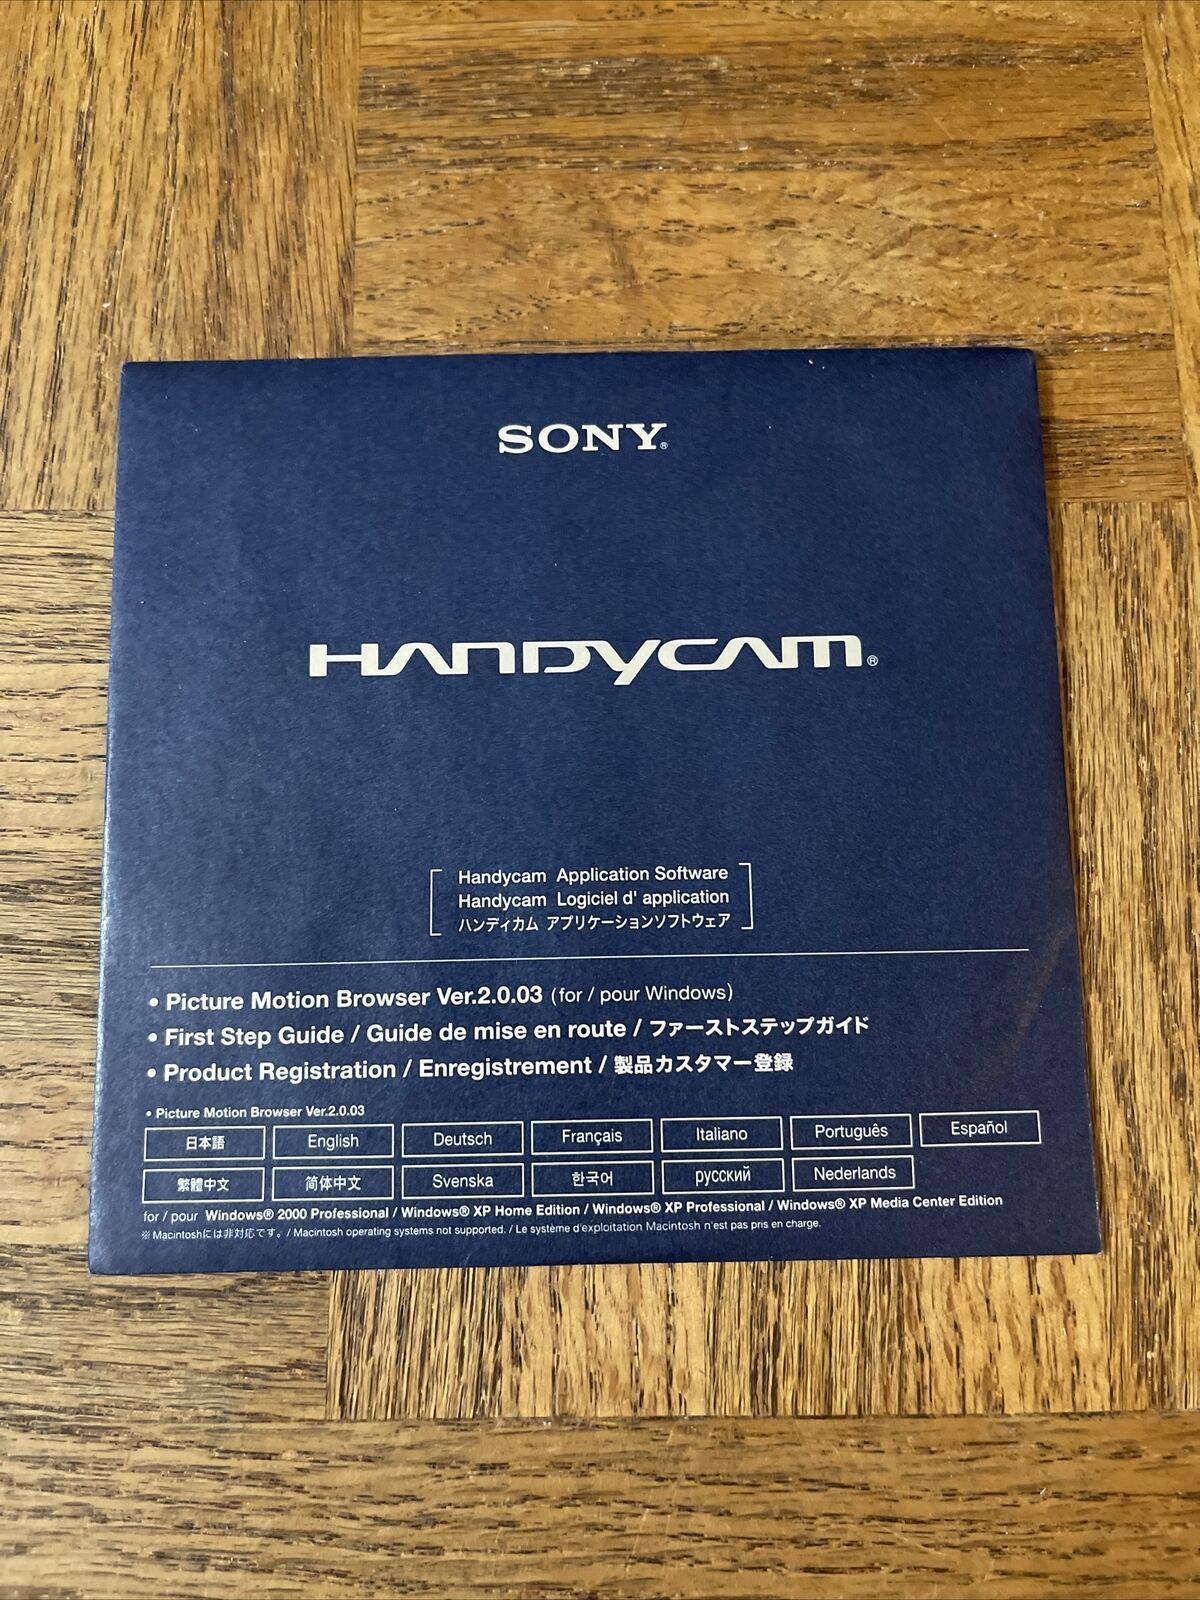 SONY®
HANDYCAM®
Handycam Application Software
Handycam Logiciel d' application
ハンディカム アプリケーションソフトウェア
• Picture Motion Browser Ver.2.0.03 (for / pour Windows)
• First Step Guide / Guide de mise en route / ファーストステップガイド
• Product Registration / Enregistrement / 製品カスタマー登録
• Picture Motion Browser Ver.2.0.03
日本語 English Deutsch Français Italiano Português Español
繁體中文 简体中文 Svenska 한국어 русский Nederlands
for / pour Windows® 2000 Professional / Windows® XP Home Edition / Windows® XP Professional / Windows® XP Media Center Edition
※ Macintoshには非対応です。 / Macintosh operating systems not supported. / Le système d'exploitation Macintosh n'est pas pris en charge.